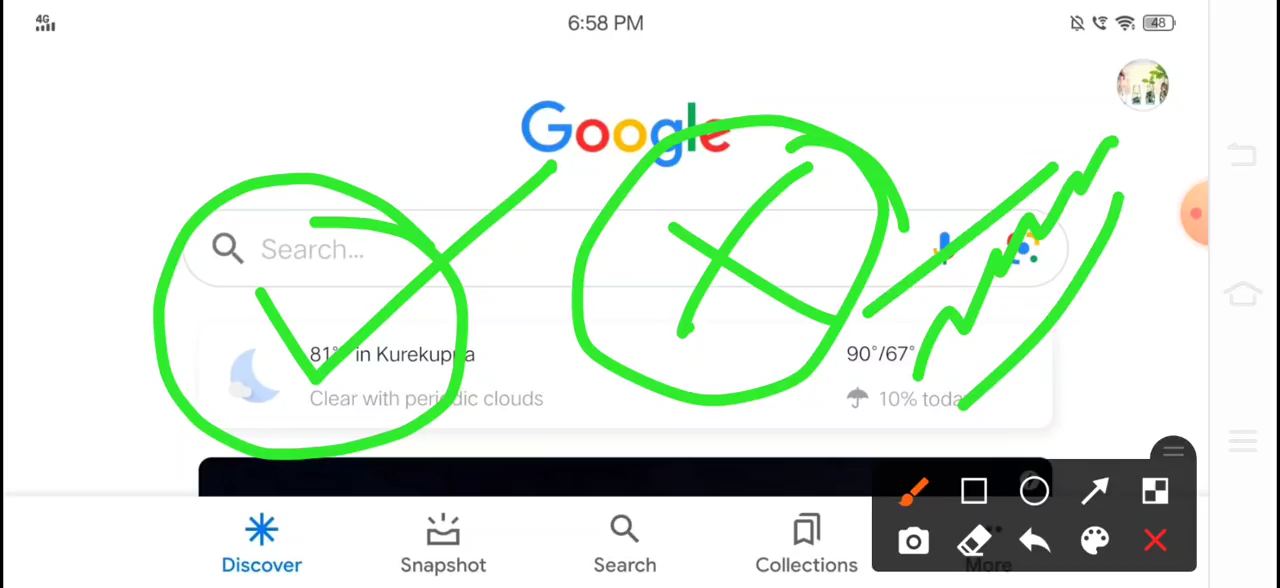 4G
6:58 PM
48
Google
Search...
81° in Kurekuppa
90°/67°
Clear with periodic clouds
10% today
Discover
Snapshot
Search
Collections
More